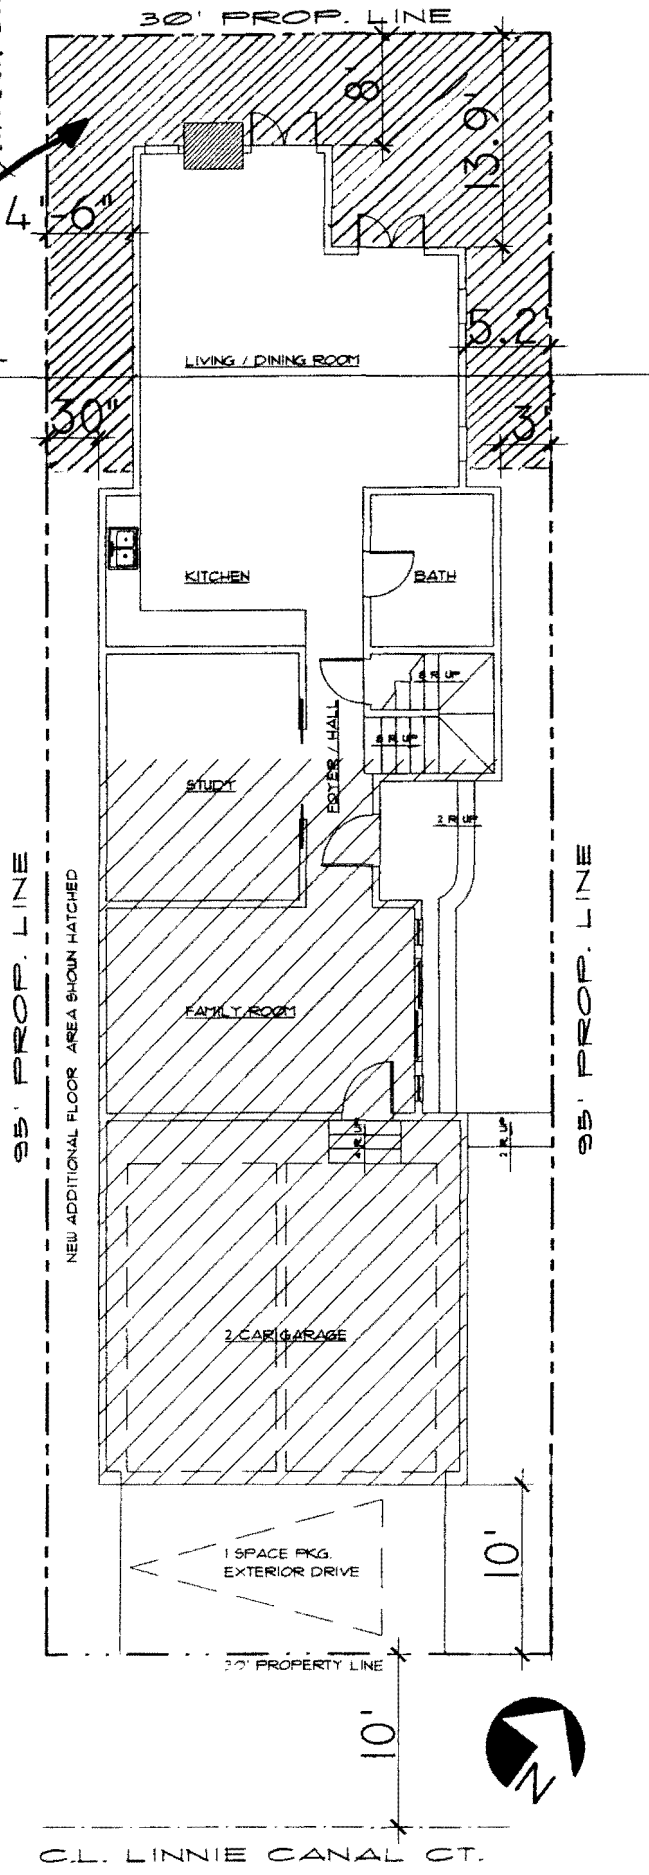 30' PROP. LINE
8'
13.9'
4'-6"
5.2'
LIVING / DINING ROOM
30"
3'
KITCHEN
BATH
8 R UP
FOYER / HALL
STUDY
2 R UP
95' PROP. LINE
NEW ADDITIONAL FLOOR AREA SHOWN HATCHED
95' PROP. LINE
FAMILY ROOM
4 R UP
2 R UP
2 CAR GARAGE
1 SPACE PKG.
EXTERIOR DRIVE
10'
30' PROPERTY LINE
10'
N
C.L. LINNIE CANAL CT.